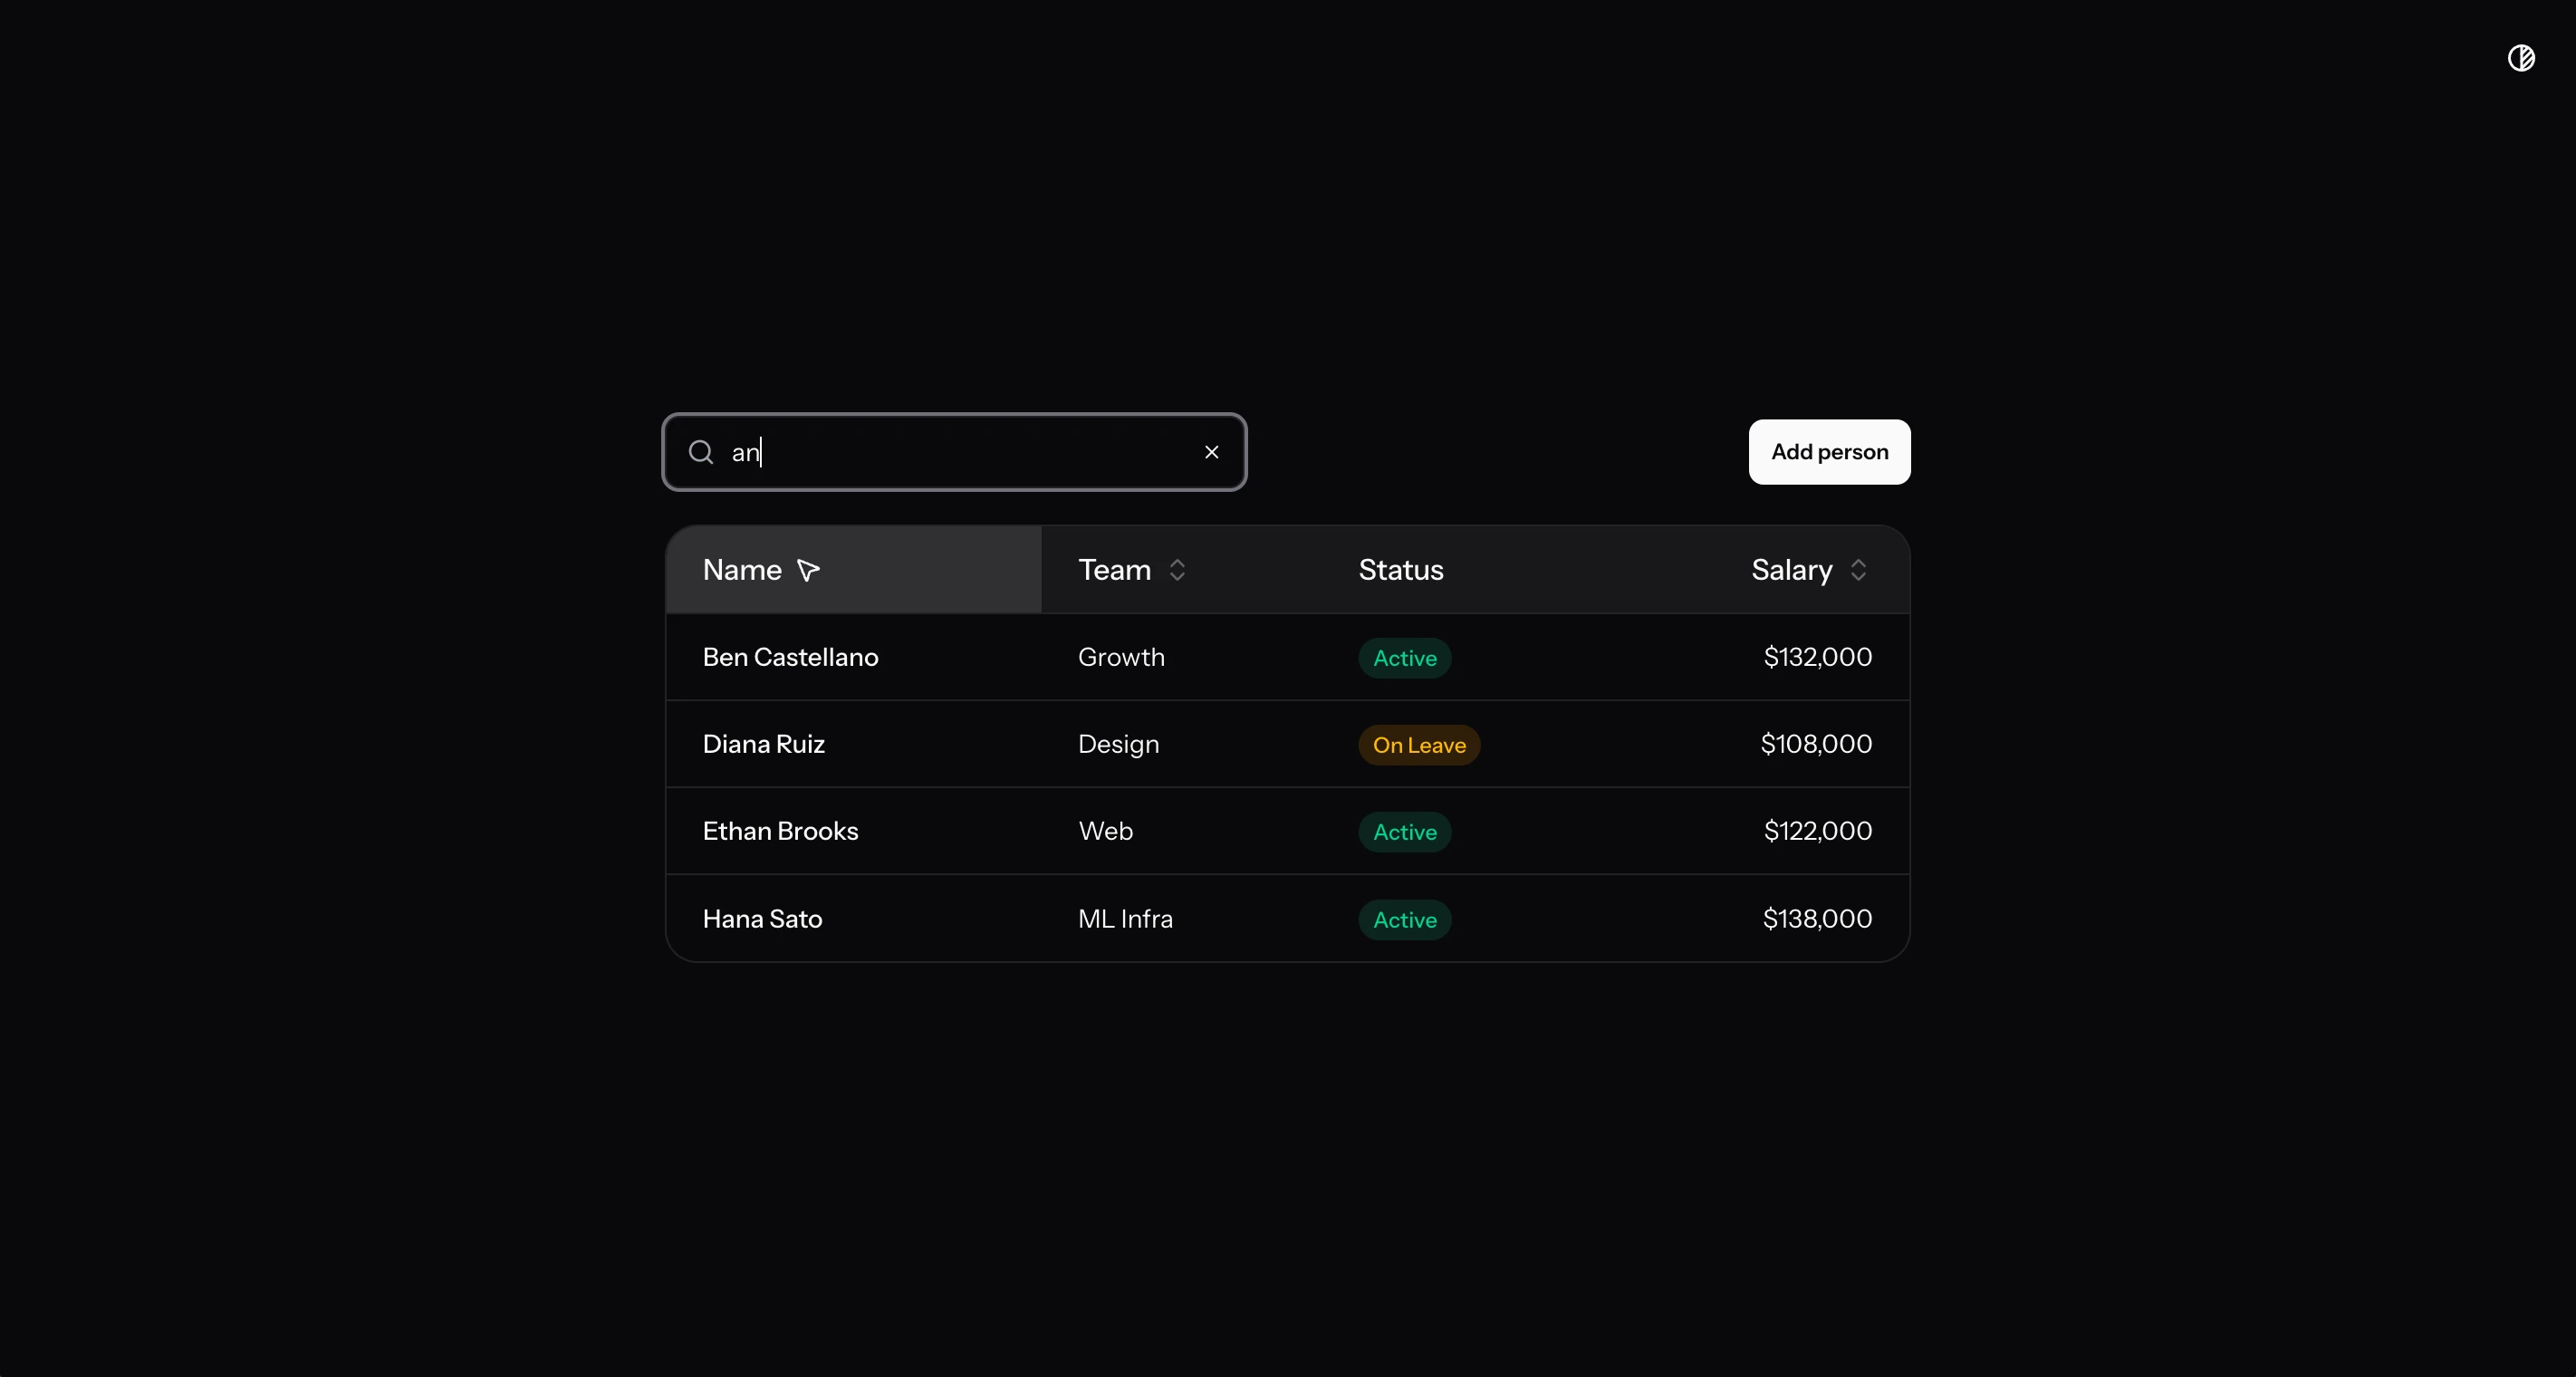 an
Add person
Name Team Status Salary
Ben Castellano Growth Active $132,000
Diana Ruiz Design On Leave $108,000
Ethan Brooks Web Active $122,000
Hana Sato ML Infra Active $138,000